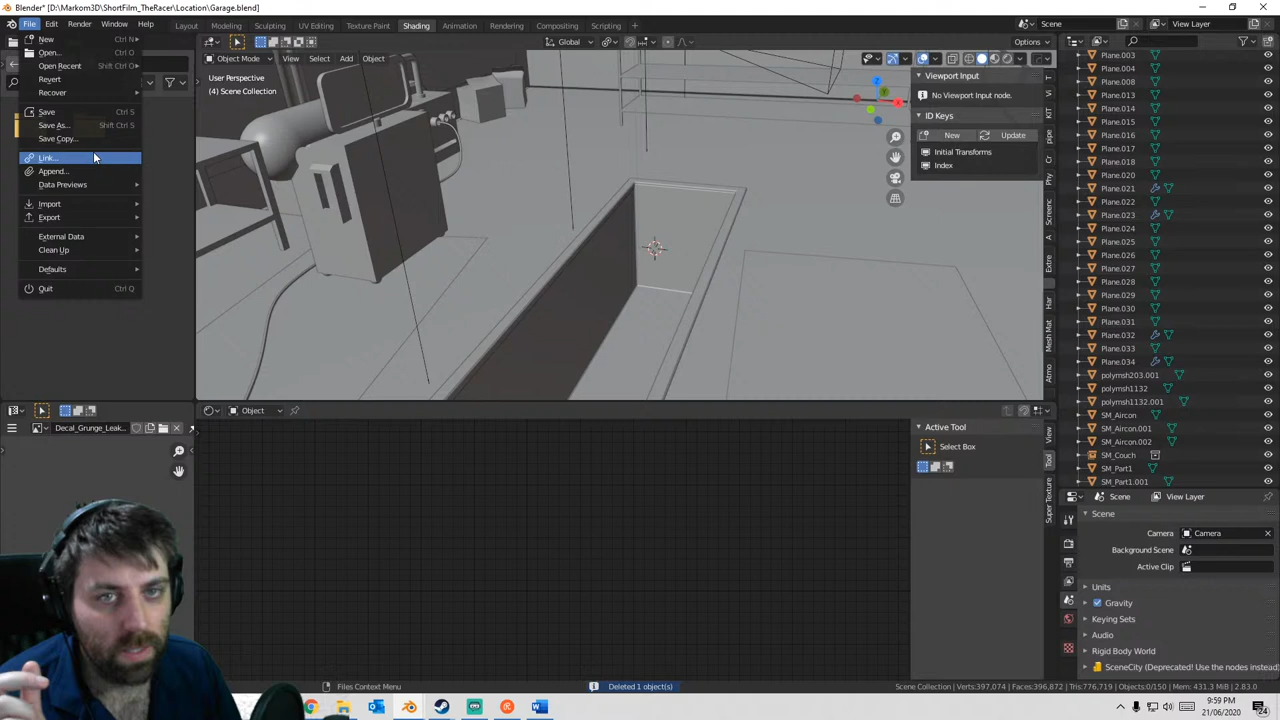 Blender* [D:\Markom3D\ShortFilm_TheRacer\Location\Garage.blend]
File Edit Render Window Help Layout Modeling Sculpting UV Editing Texture Paint Shading Animation Rendering Compositing Scripting Scene View Layer
New Ctrl N
Open... Ctrl O
Open Recent Shift Ctrl O
Revert
Recover
Save Ctrl S
Save As... Shift Ctrl S
Save Copy...
Link...
Append...
Data Previews
Import
Export
External Data
Clean Up
Defaults
Quit Ctrl Q
Object Mode View Select Add Object Global Options
User Perspective
(4) Scene Collection
Viewport Input
No Viewport Input node.
ID Keys
New Update
Initial Transforms
Index
Plane.003
Plane.004
Plane.008
Plane.013
Plane.014
Plane.015
Plane.016
Plane.017
Plane.018
Plane.020
Plane.021
Plane.022
Plane.023
Plane.024
Plane.025
Plane.026
Plane.027
Plane.028
Plane.029
Plane.030
Plane.031
Plane.032
Plane.033
Plane.034
polymsh203.001
polymsh1132
polymsh1132.001
SM_Aircon
SM_Aircon.001
SM_Aircon.002
SM_Couch
SM_Part1
SM_Part1.001
Object
Decal_Grunge_Leak...
Active Tool
Select Box
View
Tool
Super Texture
Scene View Layer
Scene
Camera Camera
Background Scene
Active Clip
Units
Gravity
Keying Sets
Audio
Rigid Body World
SceneCity (Deprecated! Use the nodes instead
Files Context Menu
Deleted 1 object(s)
Scene Collection | Verts:397,074 | Faces:396,872 | Tris:776,719 | Objects:0/150 | Mem: 431.3 MiB | 2.83.0
9:59 PM
21/06/2020